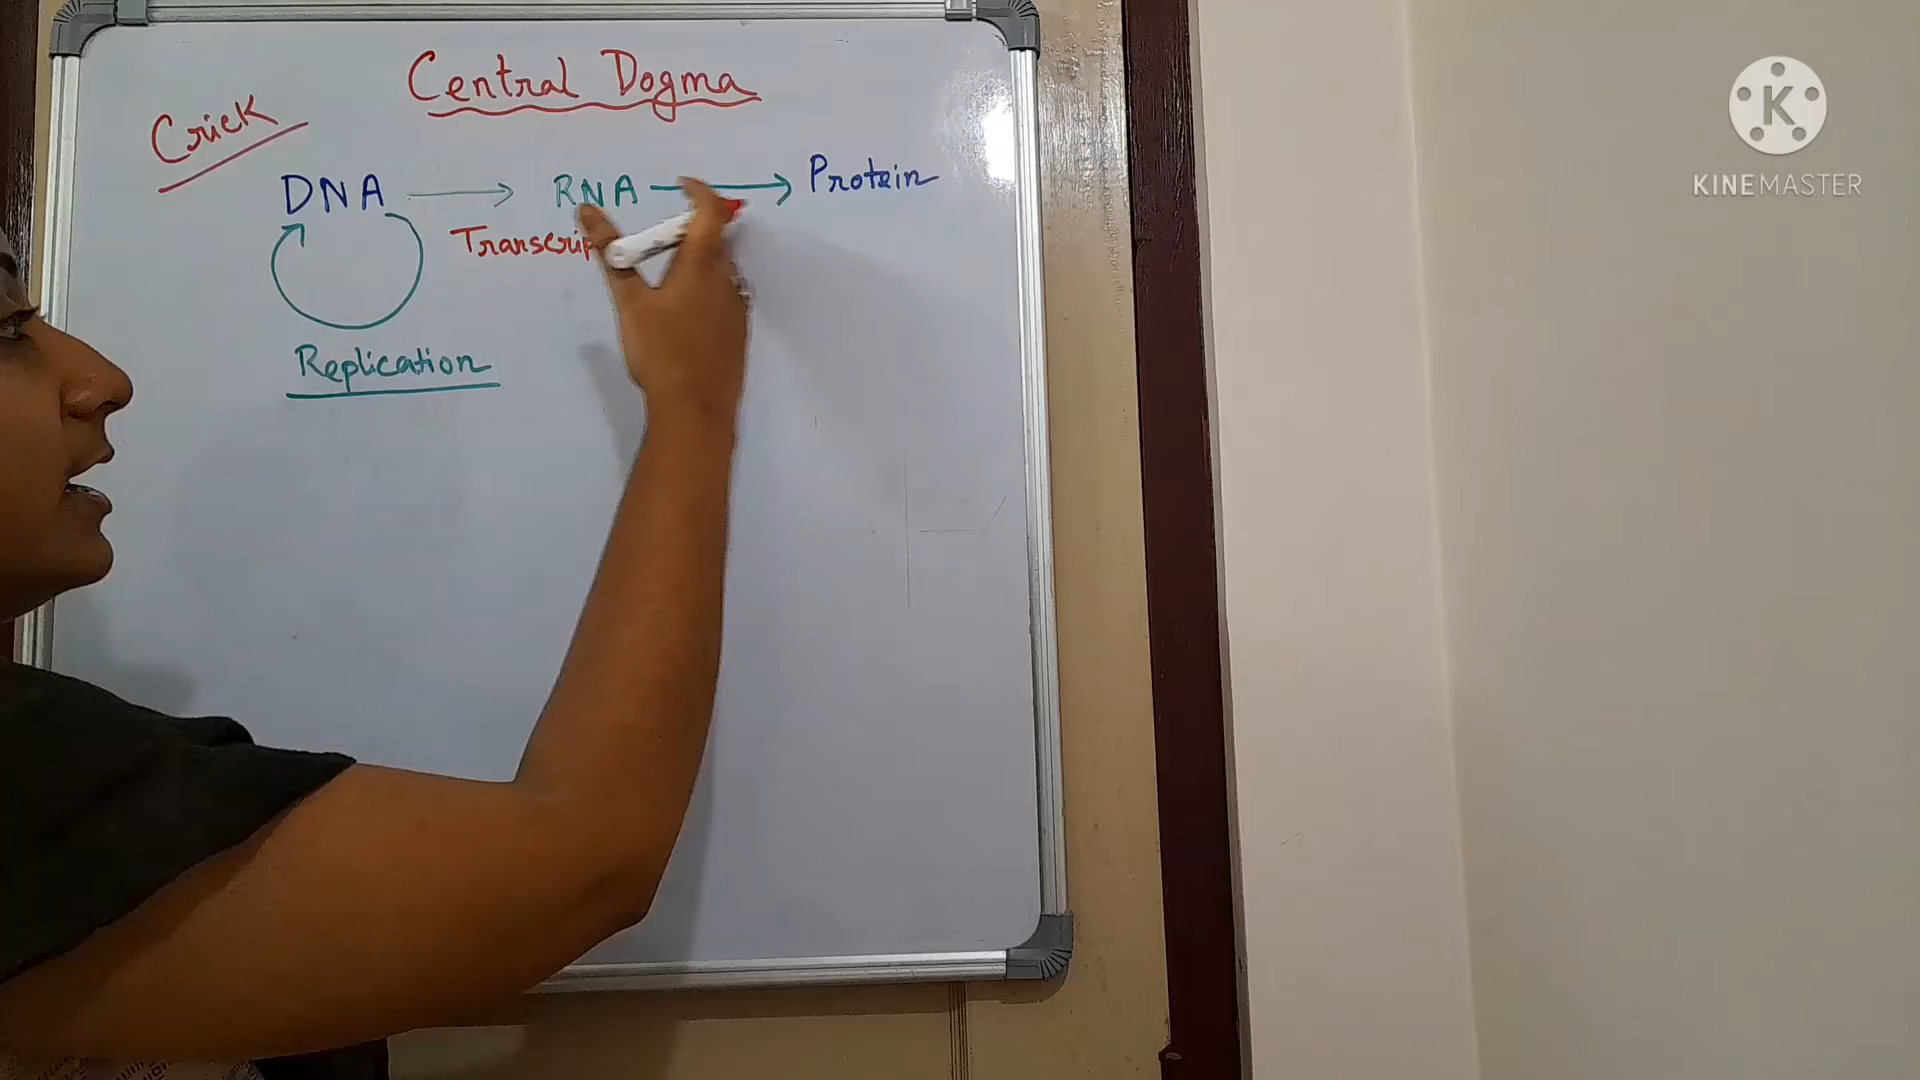 Central Dogma
Crick
DNA → RNA → Protein
Transcrip
Replication
KINEMASTER